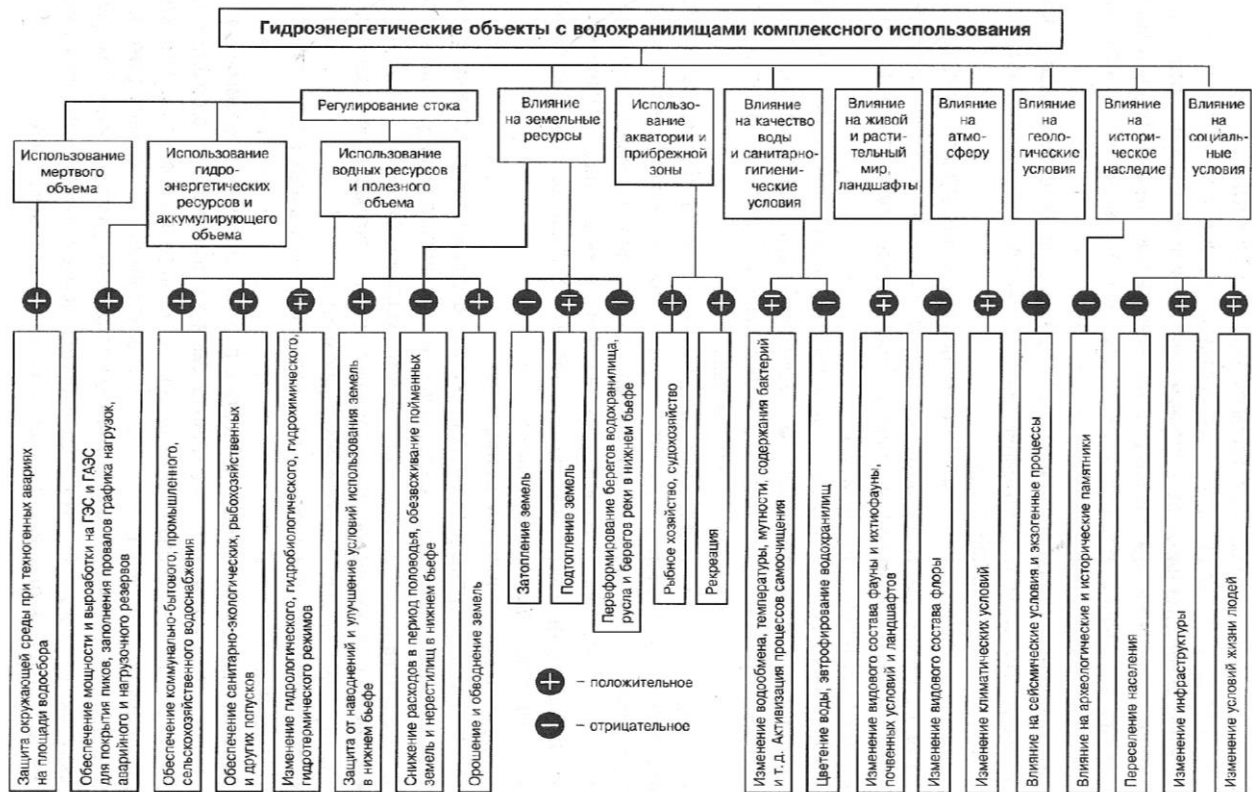 Гидроэнергетические объекты с водохранилищами комплексного использования
Регулирование стока
Влияние
на земельные
ресурсы
Использо-
вание
акватории и
прибрежной
зоны
Влияние
на качество
воды
и санитарно-
гигиени-
ческие
условия
Влияние
на живой
и расти-
тельный
мир,
ландшафты
Влияние
на
атмо-
сферу
Влияние
на
геоло-
гические
условия
Влияние
на
истори-
ческое
наследие
Влияние
на
социаль-
ные
условия
Использование
мертвого
объема
Использование
гидро-
энергетических
ресурсов и
аккумулирующего
объема
Использование
водных ресурсов
и полезного
объема
Защита окружающей среды при техногенных авариях
на площади водосбора
Обеспечение мощности и выработки на ГЭС и ГАЭС
для покрытия пиков, заполнения провалов графика нагрузок,
аварийного и нагрузочного резервов
Обеспечение коммунально-бытового, промышленного,
сельскохозяйственного водоснабжения
Обеспечение санитарно-экологических, рыбохозяйственных
и других попусков
Изменение гидрологического, гидробиологического, гидрохимического,
гидротермического режимов
Защита от наводнений и улучшение условий использования земель
в нижнем бьефе
Снижение расходов в период половодья, обезвоживание пойменных
земель и нерестилищ в нижнем бьефе
Орошение и обводнение земель
Затопление земель
Подтопление земель
Переформирование берегов водохранилища,
русла и берегов реки в нижнем бьефе
Рыбное хозяйство, судохозяйство
Рекреация
Изменение водообмена, температуры, мутности, содержания бактерий
и т. д. Активизация процессов самоочищения
Цветение воды, эвтрофирование водохранилищ
Изменение видового состава фауны и ихтиофауны,
почвенных условий и ландшафтов
Изменение видового состава флоры
Изменение климатических условий
Влияние на сейсмические условия и экзогенные процессы
Влияние на археологические и исторические памятники
Переселение населения
Изменение инфраструктуры
Изменение условий жизни людей
– положительное
– отрицательное